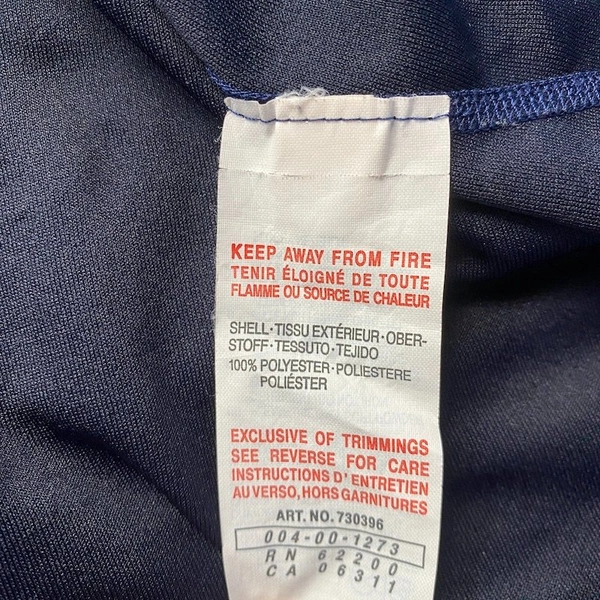 KEEP AWAY FROM FIRE
TENIR ÉLOIGNÉ DE TOUTE
FLAMME OU SOURCE DE CHALEUR
SHELL·TISSU EXTÉRIEUR·OBER-
STOFF·TESSUTO·TEJIDO
100% POLYESTER·POLIESTERE
POLIÉSTER
EXCLUSIVE OF TRIMMINGS
SEE REVERSE FOR CARE
INSTRUCTIONS D'ENTRETIEN
AU VERSO, HORS GARNITURES
ART. NO. 730396
004-00-1273
RN 62200
CA 06311